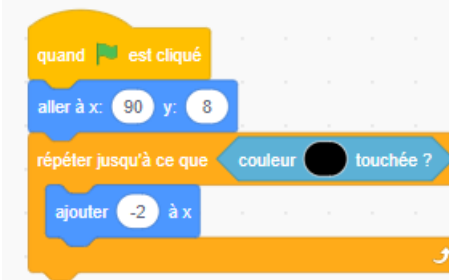 quand est cliqué
aller à x: 90 y: 8
répéter jusqu'à ce que couleur touchée ?
ajouter -2 à x